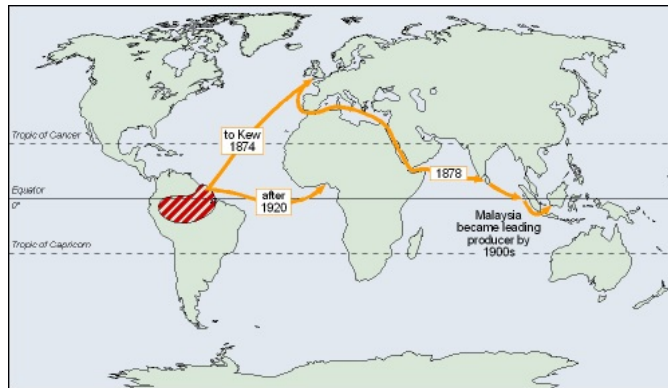 to Kew
1874
Tropic of Cancer
1878
Equator
0°
after
1920
Malaysia
became leading
producer by
1900s
Tropic of Capricorn